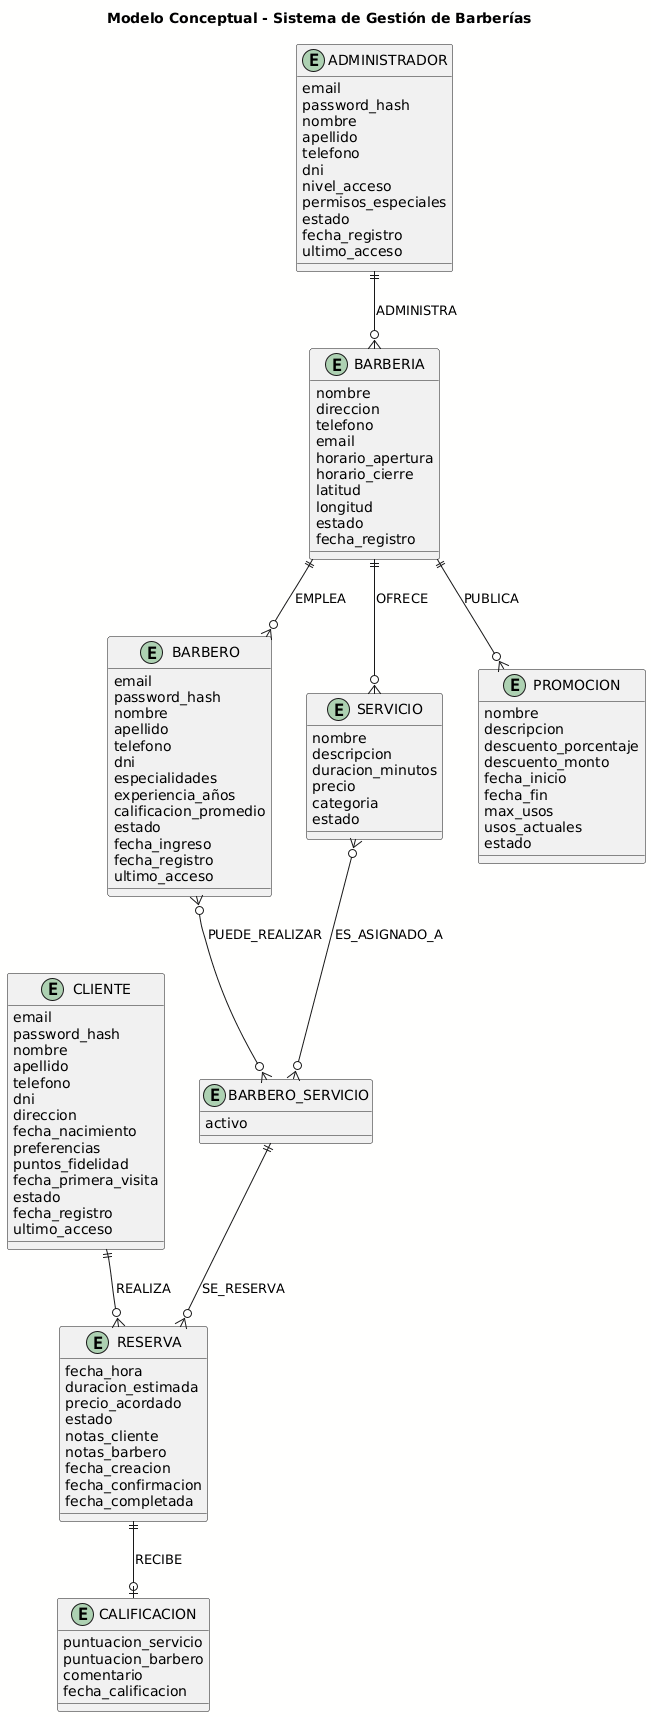 Modelo Conceptual - Sistema de Gestión de Barberías
E ADMINISTRADOR
email
password_hash
nombre
apellido
telefono
dni
nivel_acceso
permisos_especiales
estado
fecha_registro
ultimo_acceso
ADMINISTRA
E BARBERIA
nombre
direccion
telefono
email
horario_apertura
horario_cierre
latitud
longitud
estado
fecha_registro
EMPLEA
OFRECE
PUBLICA
E BARBERO
email
password_hash
nombre
apellido
telefono
dni
especialidades
experiencia_años
calificacion_promedio
estado
fecha_ingreso
fecha_registro
ultimo_acceso
E SERVICIO
nombre
descripcion
duracion_minutos
precio
categoria
estado
E PROMOCION
nombre
descripcion
descuento_porcentaje
descuento_monto
fecha_inicio
fecha_fin
max_usos
usos_actuales
estado
PUEDE_REALIZAR
ES_ASIGNADO_A
E CLIENTE
email
password_hash
nombre
apellido
telefono
dni
direccion
fecha_nacimiento
preferencias
puntos_fidelidad
fecha_primera_visita
estado
fecha_registro
ultimo_acceso
E BARBERO_SERVICIO
activo
REALIZA
SE_RESERVA
E RESERVA
fecha_hora
duracion_estimada
precio_acordado
estado
notas_cliente
notas_barbero
fecha_creacion
fecha_confirmacion
fecha_completada
RECIBE
E CALIFICACION
puntuacion_servicio
puntuacion_barbero
comentario
fecha_calificacion